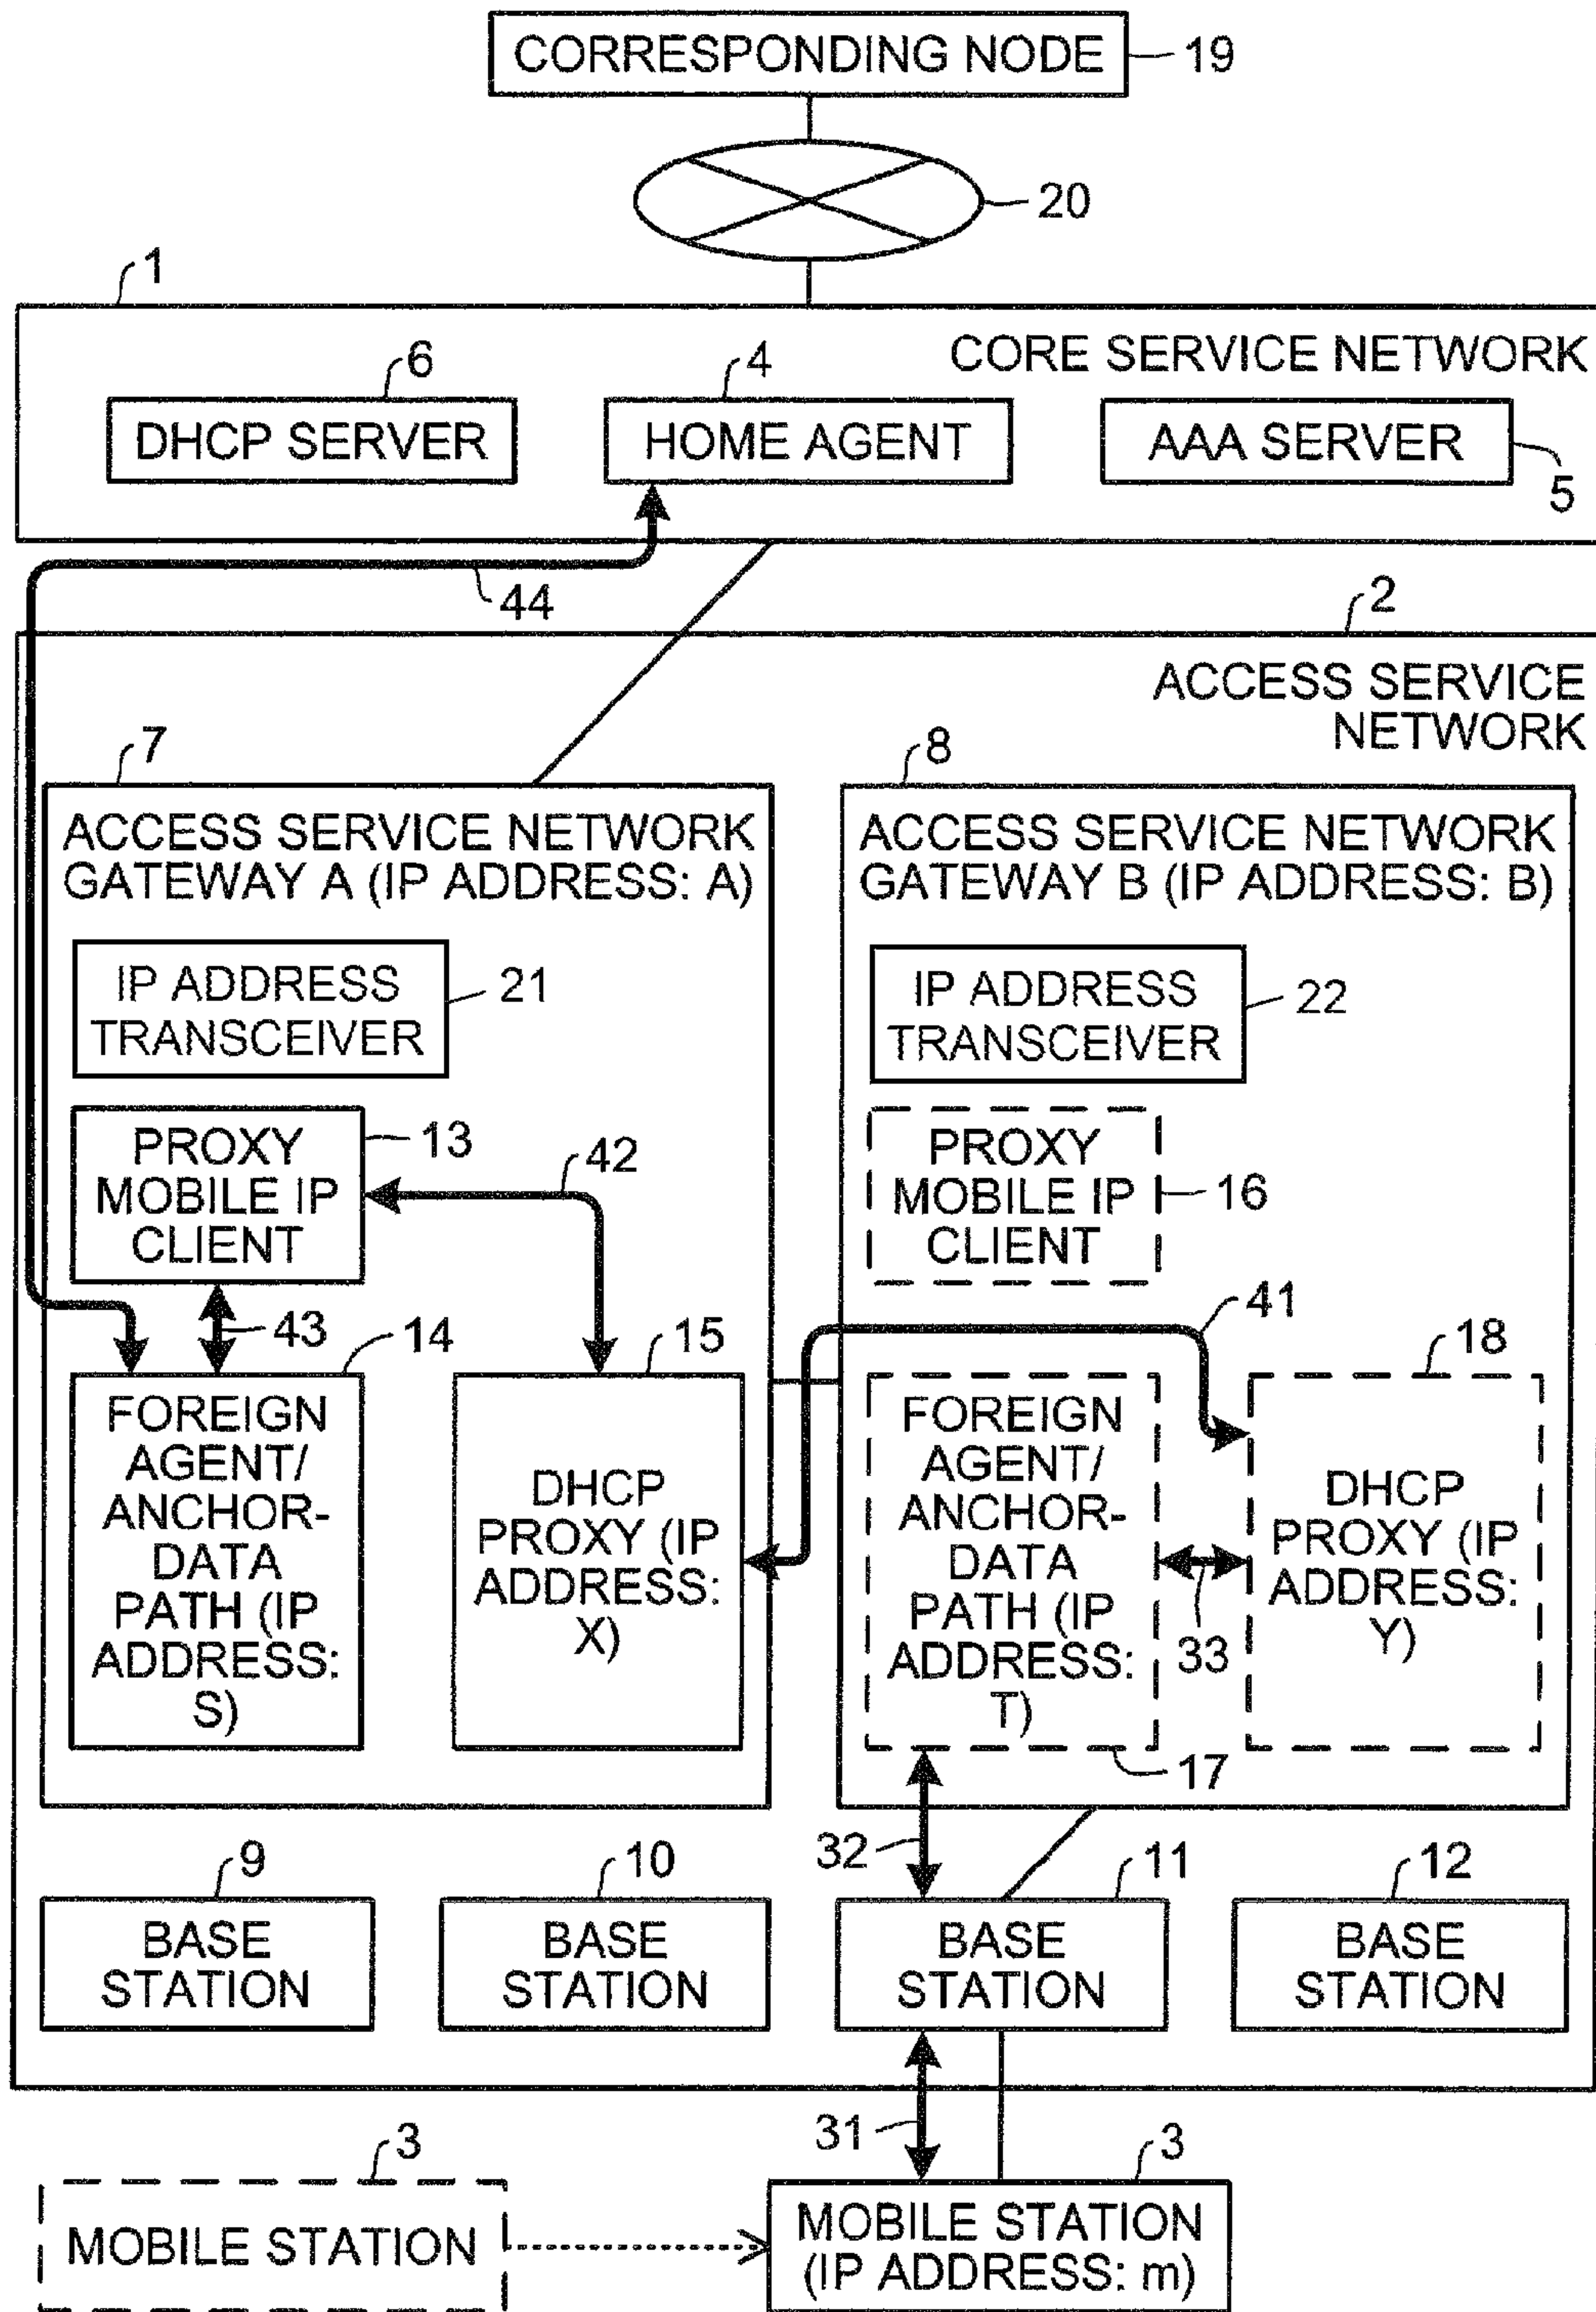 CORRESPONDING NODE
19
20
1
CORE SERVICE NETWORK
6
4
DHCP SERVER
HOME AGENT
AAA SERVER
5
44
2
ACCESS SERVICE
NETWORK
7
8
ACCESS SERVICE NETWORK
GATEWAY A (IP ADDRESS: A)
ACCESS SERVICE NETWORK
GATEWAY B (IP ADDRESS: B)
IP ADDRESS
TRANSCEIVER
21
IP ADDRESS
TRANSCEIVER
22
PROXY
MOBILE IP
CLIENT
13
42
PROXY
MOBILE IP
CLIENT
16
43
14
15
41
18
FOREIGN
AGENT/
ANCHOR-
DATA
PATH (IP
ADDRESS:
S)
DHCP
PROXY (IP
ADDRESS:
X)
FOREIGN
AGENT/
ANCHOR-
DATA
PATH (IP
ADDRESS:
T)
33
DHCP
PROXY (IP
ADDRESS:
Y)
17
32
9
10
11
12
BASE
STATION
BASE
STATION
BASE
STATION
BASE
STATION
31
3
3
MOBILE STATION
MOBILE STATION
(IP ADDRESS: m)